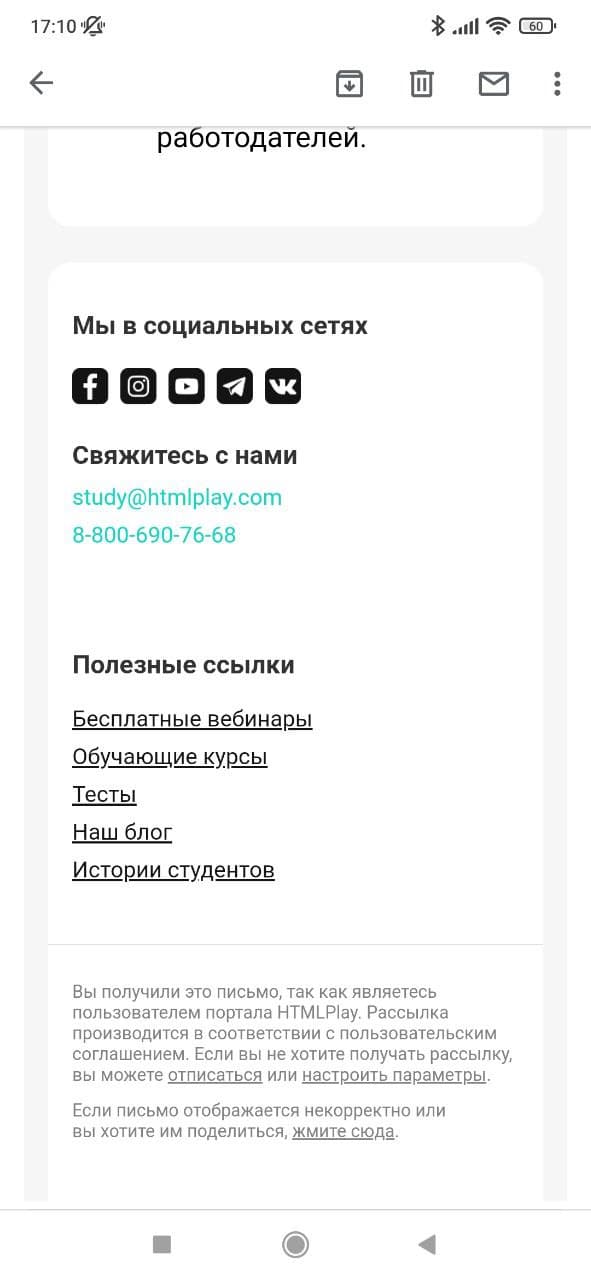 17:10
60
работодателей.
Мы в социальных сетях
Свяжитесь с нами
study@htmlplay.com
8-800-690-76-68
Полезные ссылки
Бесплатные вебинары
Обучающие курсы
Тесты
Наш блог
Истории студентов
Вы получили это письмо, так как являетесь
пользователем портала HTMLPlay. Рассылка
производится в соответствии с пользовательским
соглашением. Если вы не хотите получать рассылку,
вы можете отписаться или настроить параметры.
Если письмо отображается некорректно или
вы хотите им поделиться, жмите сюда.